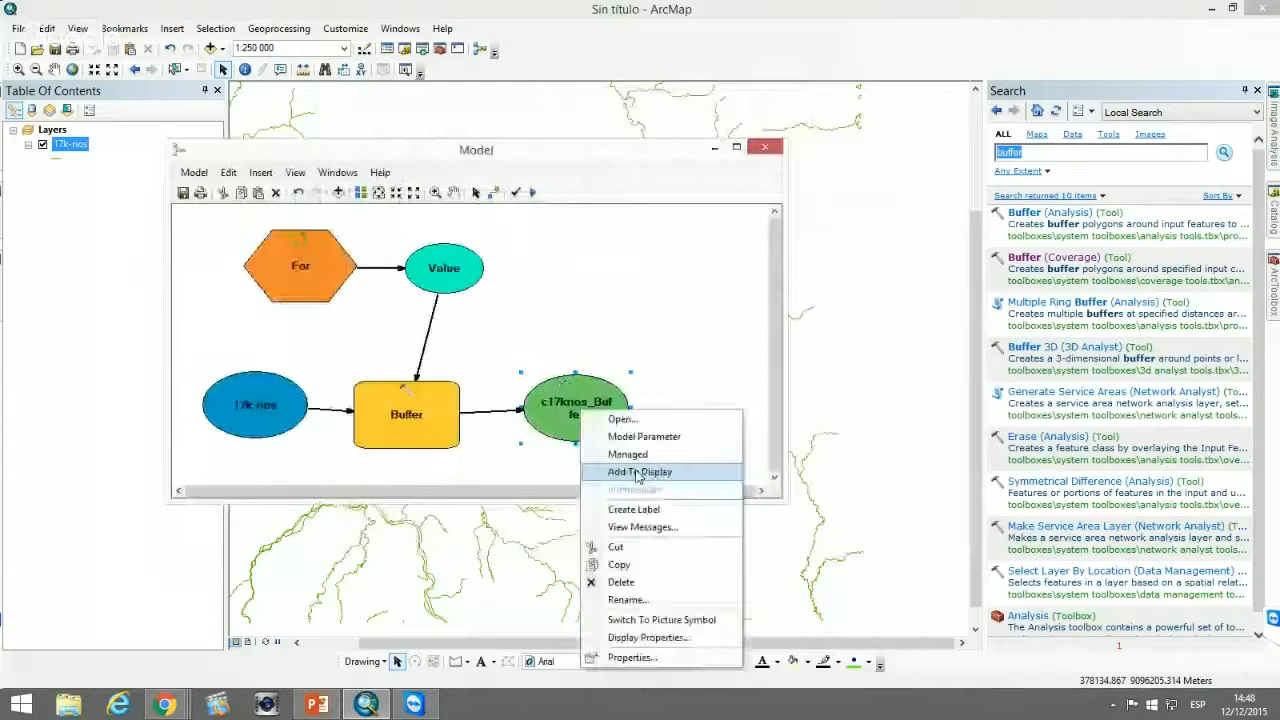 Sin título - ArcMap
File Edit View Bookmarks Insert Selection Geoprocessing Customize Windows Help
1:250 000
Table Of Contents
Layers
17k-rios
Model
Model Edit Insert View Windows Help
For
Value
17k-rios
Buffer
c17krios_Buf
fe
Open...
Model Parameter
Managed
Add To Display
Intermediate
Create Label
View Messages...
Cut
Copy
Delete
Rename...
Switch To Picture Symbol
Display Properties...
Properties...
Search
Local Search
ALL Maps Data Tools Images
buffer
Any Extent
Search returned 10 items Sort By
Buffer (Analysis) (Tool)
Creates buffer polygons around input features to ...
toolboxes\system toolboxes\analysis tools.tbx\pro...
Buffer (Coverage) (Tool)
Creates buffer polygons around specified input c...
toolboxes\system toolboxes\coverage tools.tbx\an...
Multiple Ring Buffer (Analysis) (Tool)
Creates multiple buffers at specified distances ar...
toolboxes\system toolboxes\analysis tools.tbx\pro...
Buffer 3D (3D Analyst) (Tool)
Creates a 3-dimensional buffer around points or l...
toolboxes\system toolboxes\3d analyst tools.tbx\3...
Generate Service Areas (Network Analyst) (Tool)
Creates a service area network analysis layer, set...
toolboxes\system toolboxes\network analyst tools...
Erase (Analysis) (Tool)
Creates a feature class by overlaying the Input Fe...
toolboxes\system toolboxes\analysis tools.tbx\ove...
Symmetrical Difference (Analysis) (Tool)
Features or portions of features in the input and u...
toolboxes\system toolboxes\analysis tools.tbx\ove...
Make Service Area Layer (Network Analyst) (T...
Makes a service area network analysis layer and s...
toolboxes\system toolboxes\network analyst tools...
Select Layer By Location (Data Management) (...
Selects features in a layer based on a spatial relat...
toolboxes\system toolboxes\data management to...
Analysis (Toolbox)
The Analysis toolbox contains a powerful set of to...
1
Image Analysis
Catalog
ArcToolbox
Drawing
A
Arial
A
378134.867 9096205.314 Meters
ESP
14:48
12/12/2015